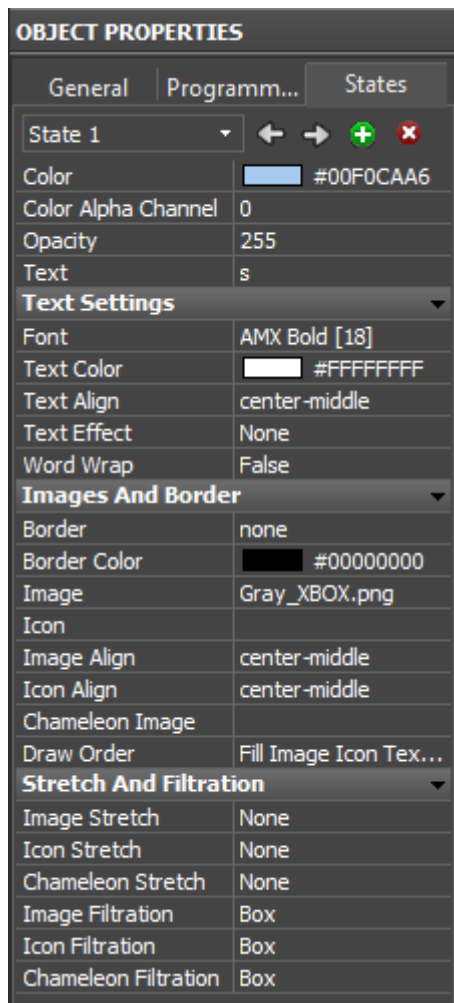 OBJECT PROPERTIES
General Programm... States
State 1
Color #00F0CAA6
Color Alpha Channel 0
Opacity 255
Text s
Text Settings
Font AMX Bold [18]
Text Color #FFFFFFFF
Text Align center-middle
Text Effect None
Word Wrap False
Images And Border
Border none
Border Color #00000000
Image Gray_XBOX.png
Icon
Image Align center-middle
Icon Align center-middle
Chameleon Image
Draw Order Fill Image Icon Tex...
Stretch And Filtration
Image Stretch None
Icon Stretch None
Chameleon Stretch None
Image Filtration Box
Icon Filtration Box
Chameleon Filtration Box